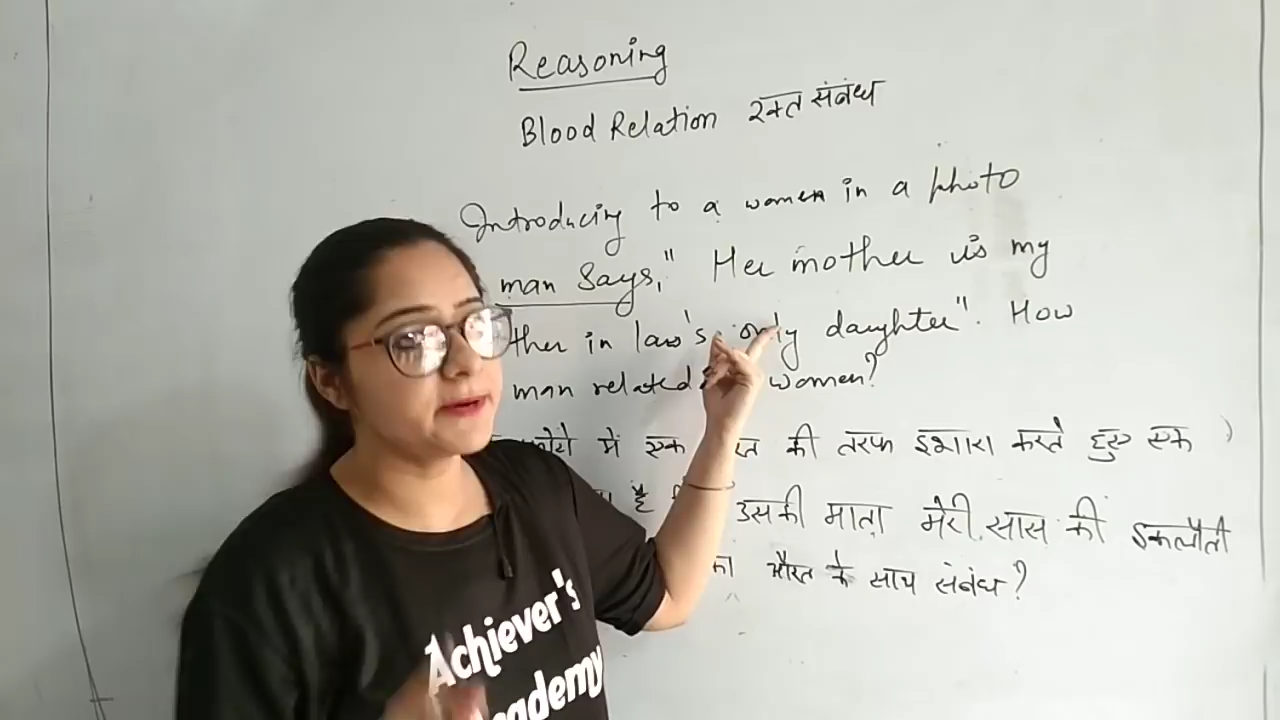 Reasoning
Blood Relation रक्त संबंध
Introducing to a women in a photo
man Says," Her mother is my
ther in law's only daughter". How
man related women?
में एक की तरफ इशारा करते हुए एक
है उसकी माता मेरी सास की इकलौती
का औरत के साथ संबंध?
Achiever's
cademy